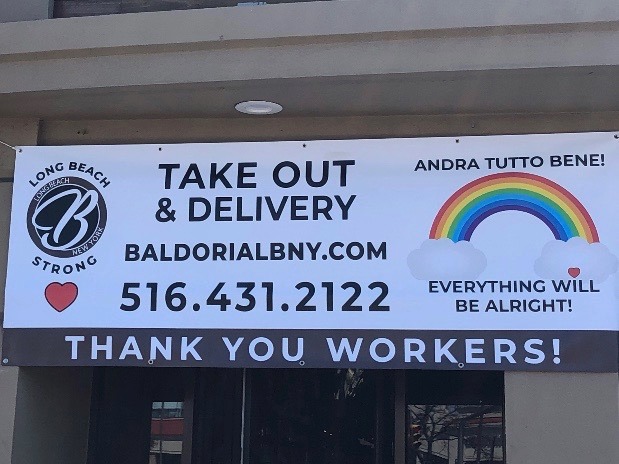 LONG BEACH
LONG BEACH
B
NEW YORK
STRONG
TAKE OUT
& DELIVERY
BALDORIALBNY.COM
516.431.2122
ANDRA TUTTO BENE!
EVERYTHING WILL
BE ALRIGHT!
THANK YOU WORKERS!